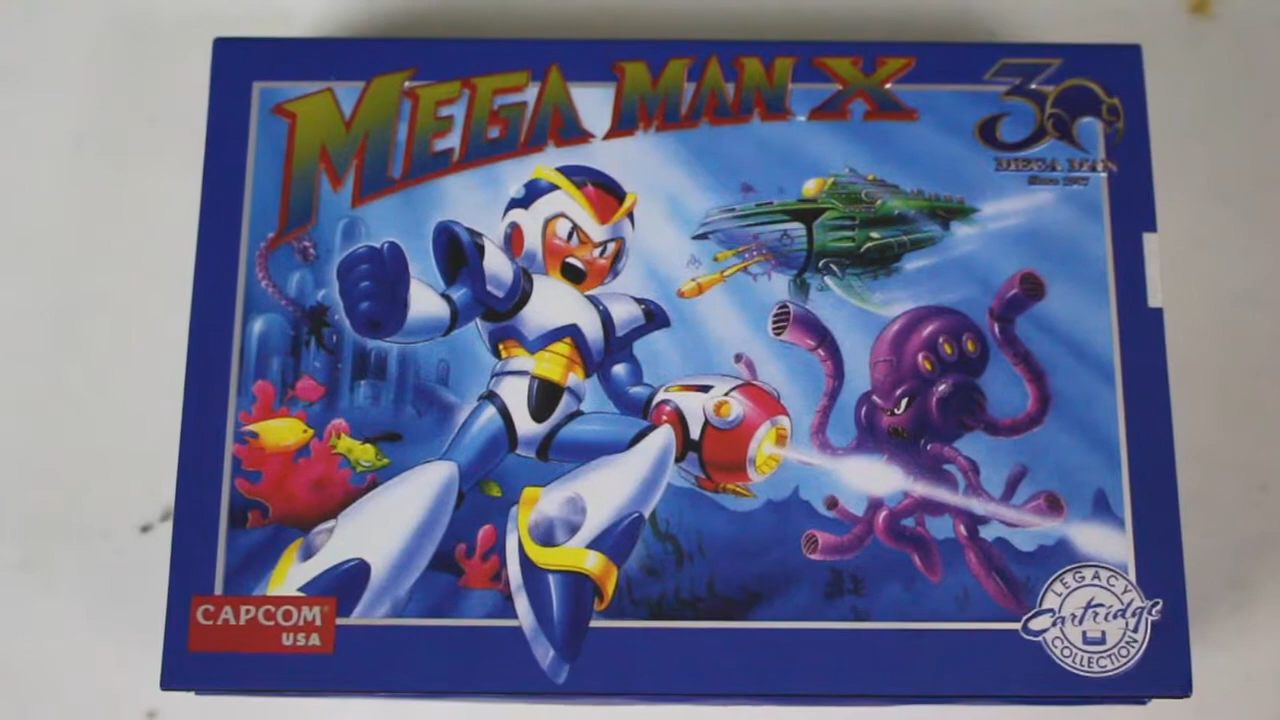 MEGA MAN X
30
MEGA MAN
Since 1987
CAPCOM®
USA
LEGACY
Cartridge
COLLECTION